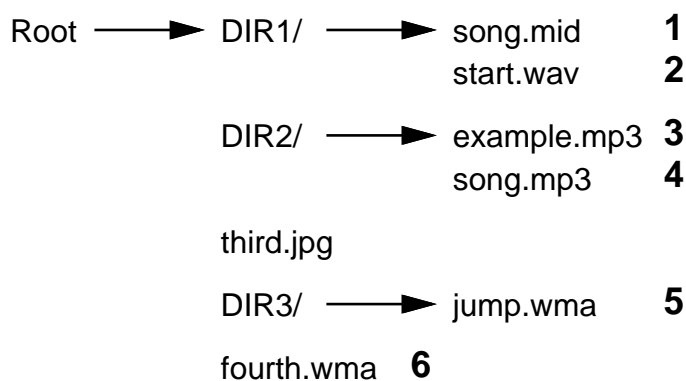 Root DIR1/ song.mid 1
start.wav 2
DIR2/ example.mp3 3
song.mp3 4
third.jpg
DIR3/ jump.wma 5
fourth.wma 6